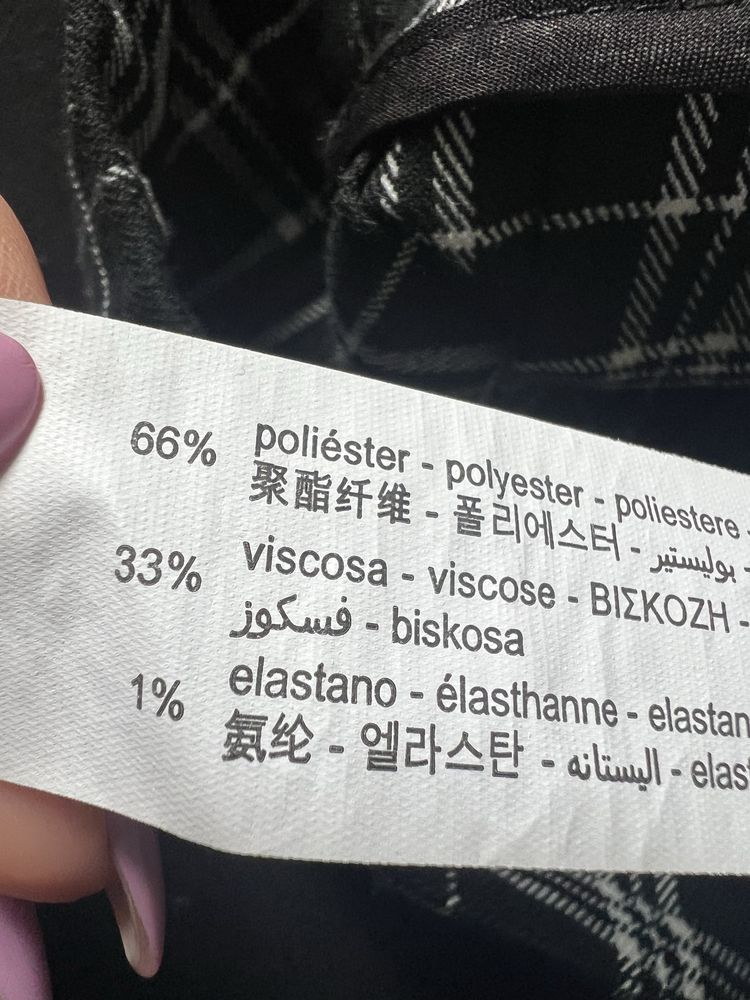 66% poliéster - polyester - poliestere -
聚酯纤维 - 폴리에스터 - بوليستير -
33% viscosa - viscose - ΒΙΣΚΟΖΗ -
فسكوز - biskosa
1% elastano - élasthanne - elastan
氨纶 - 엘라스탄 - اليستانه - elast